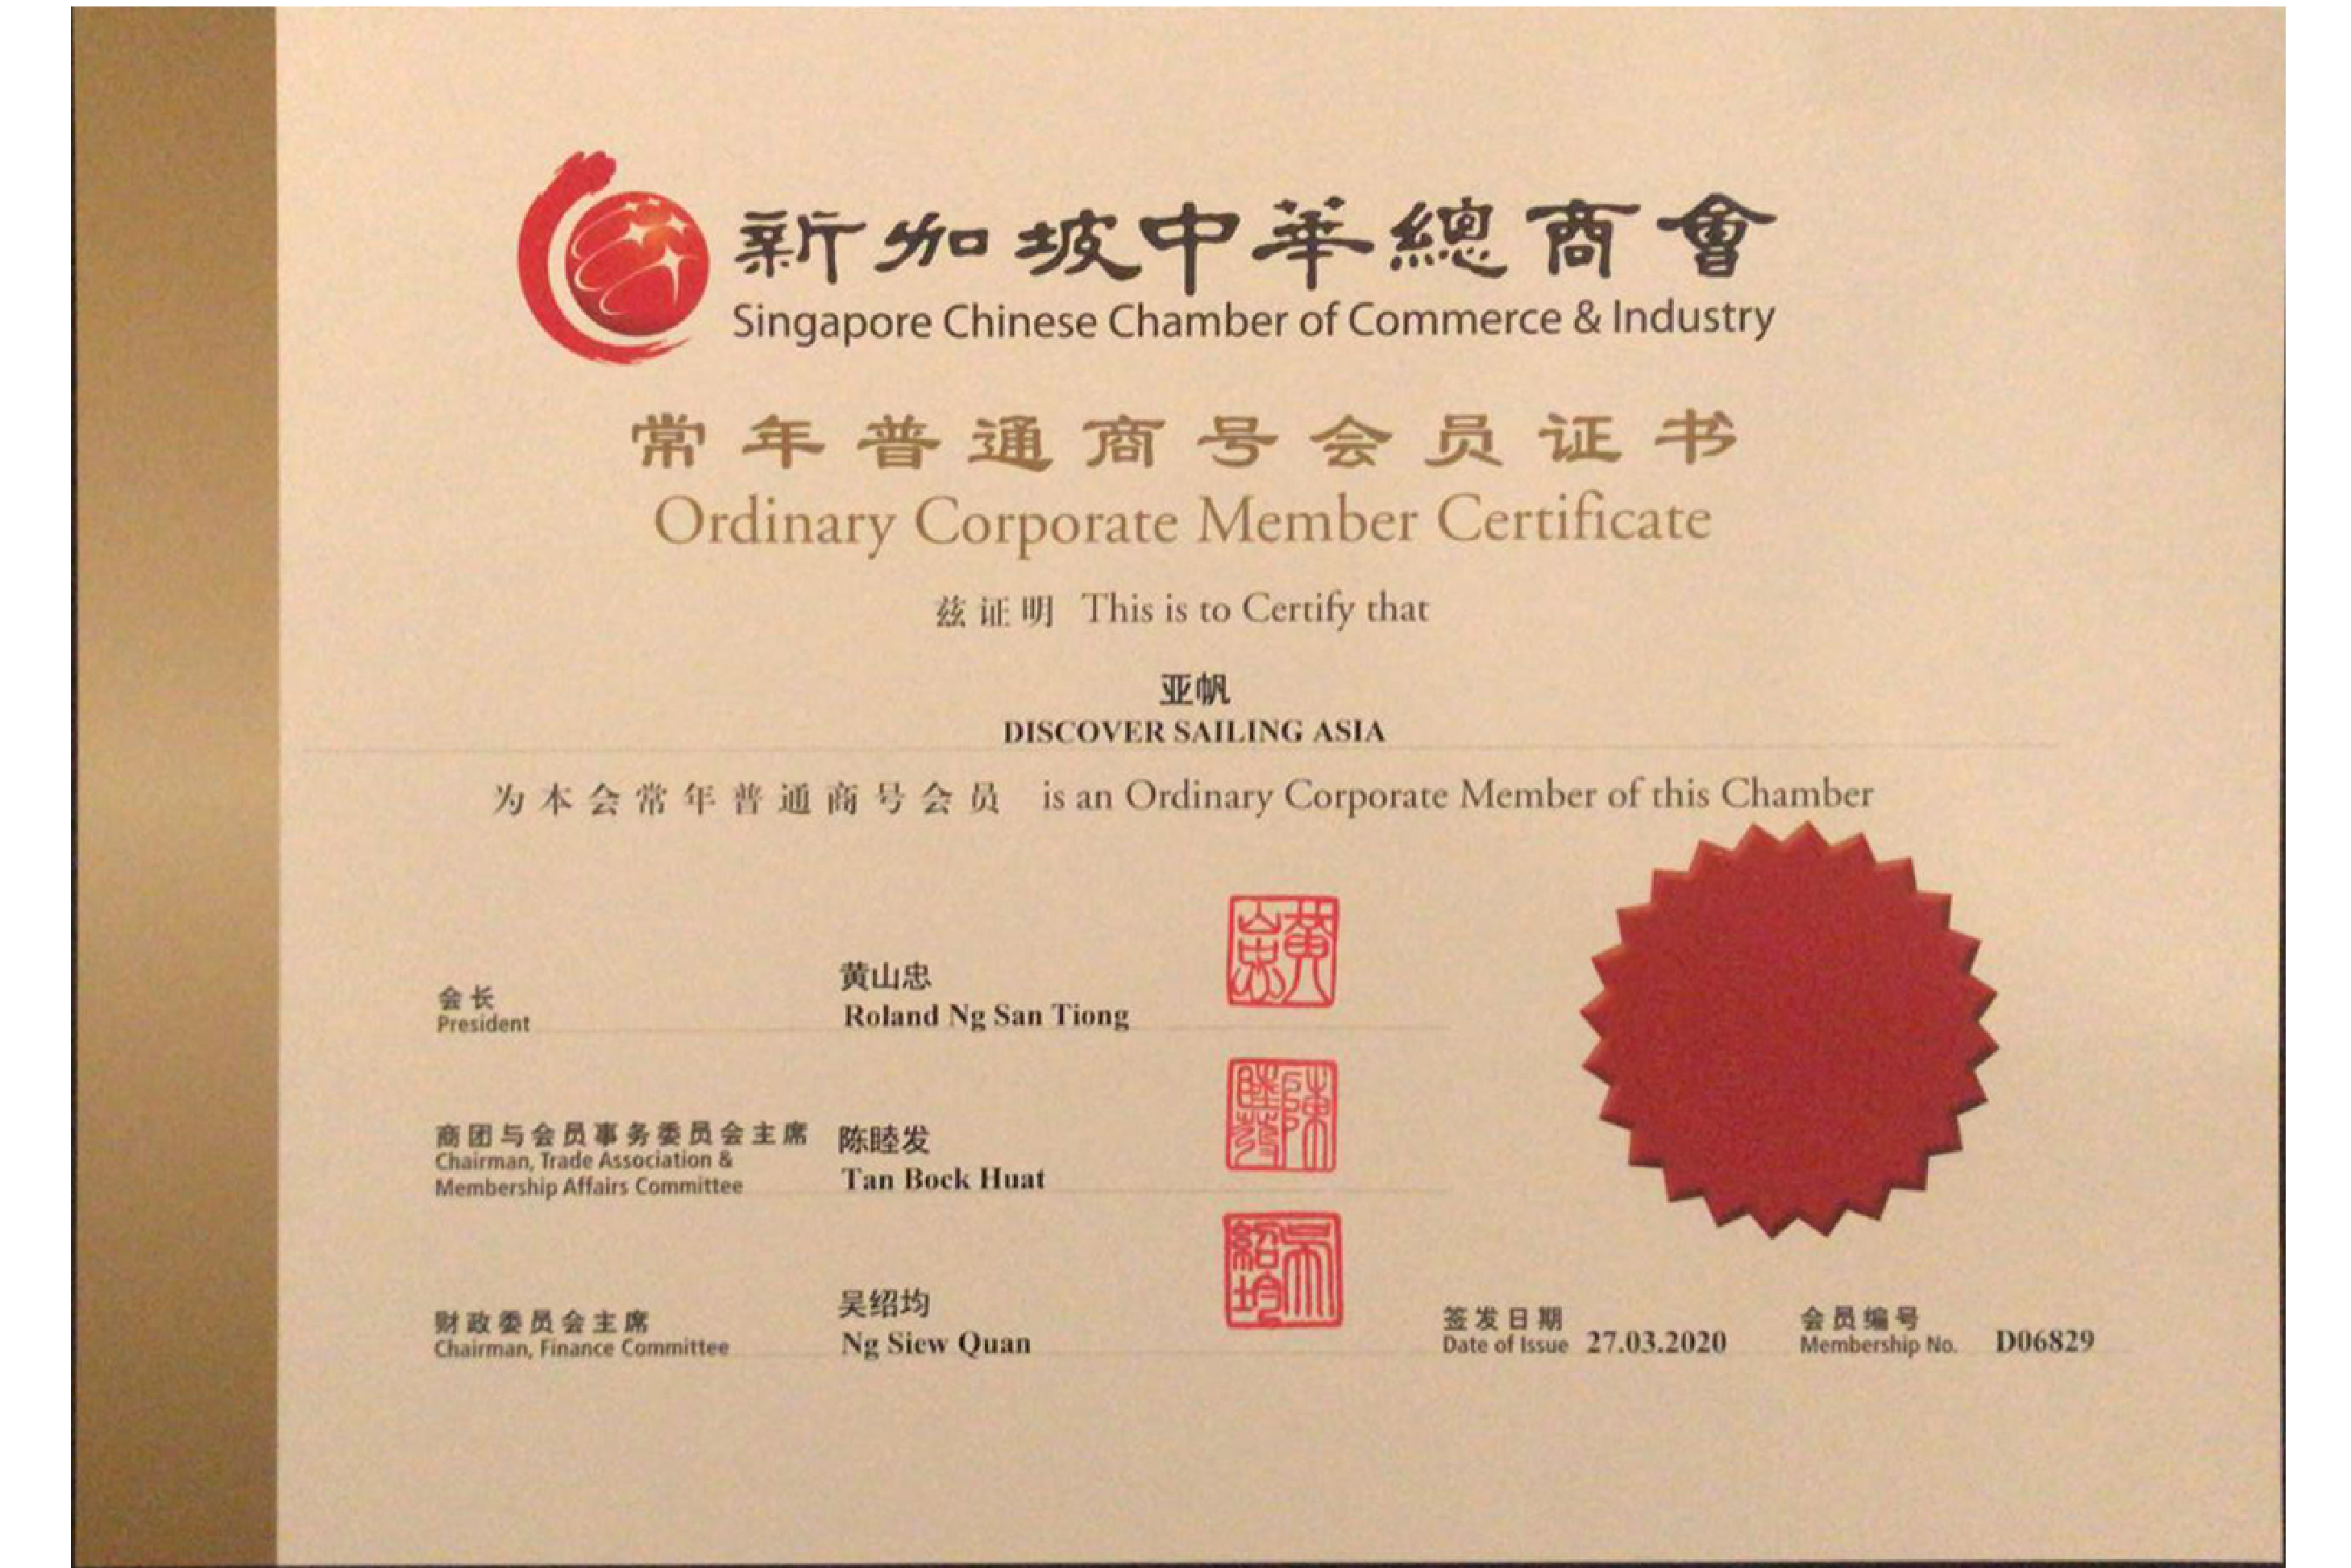 新加坡中華總商會
Singapore Chinese Chamber of Commerce & Industry
常年普通商号会员证书
Ordinary Corporate Member Certificate
兹证明 This is to Certify that
亚帆
DISCOVER SAILING ASIA
为本会常年普通商号会员 is an Ordinary Corporate Member of this Chamber
会长
President
黄山忠
Roland Ng San Tiong
黄山忠
商团与会员事务委员会主席
Chairman, Trade Association &
Membership Affairs Committee
陈睦发
Tan Bock Huat
陳睦發
财政委员会主席
Chairman, Finance Committee
吴绍均
Ng Siew Quan
吳紹均
签发日期
Date of Issue 27.03.2020
会员编号
Membership No. D06829